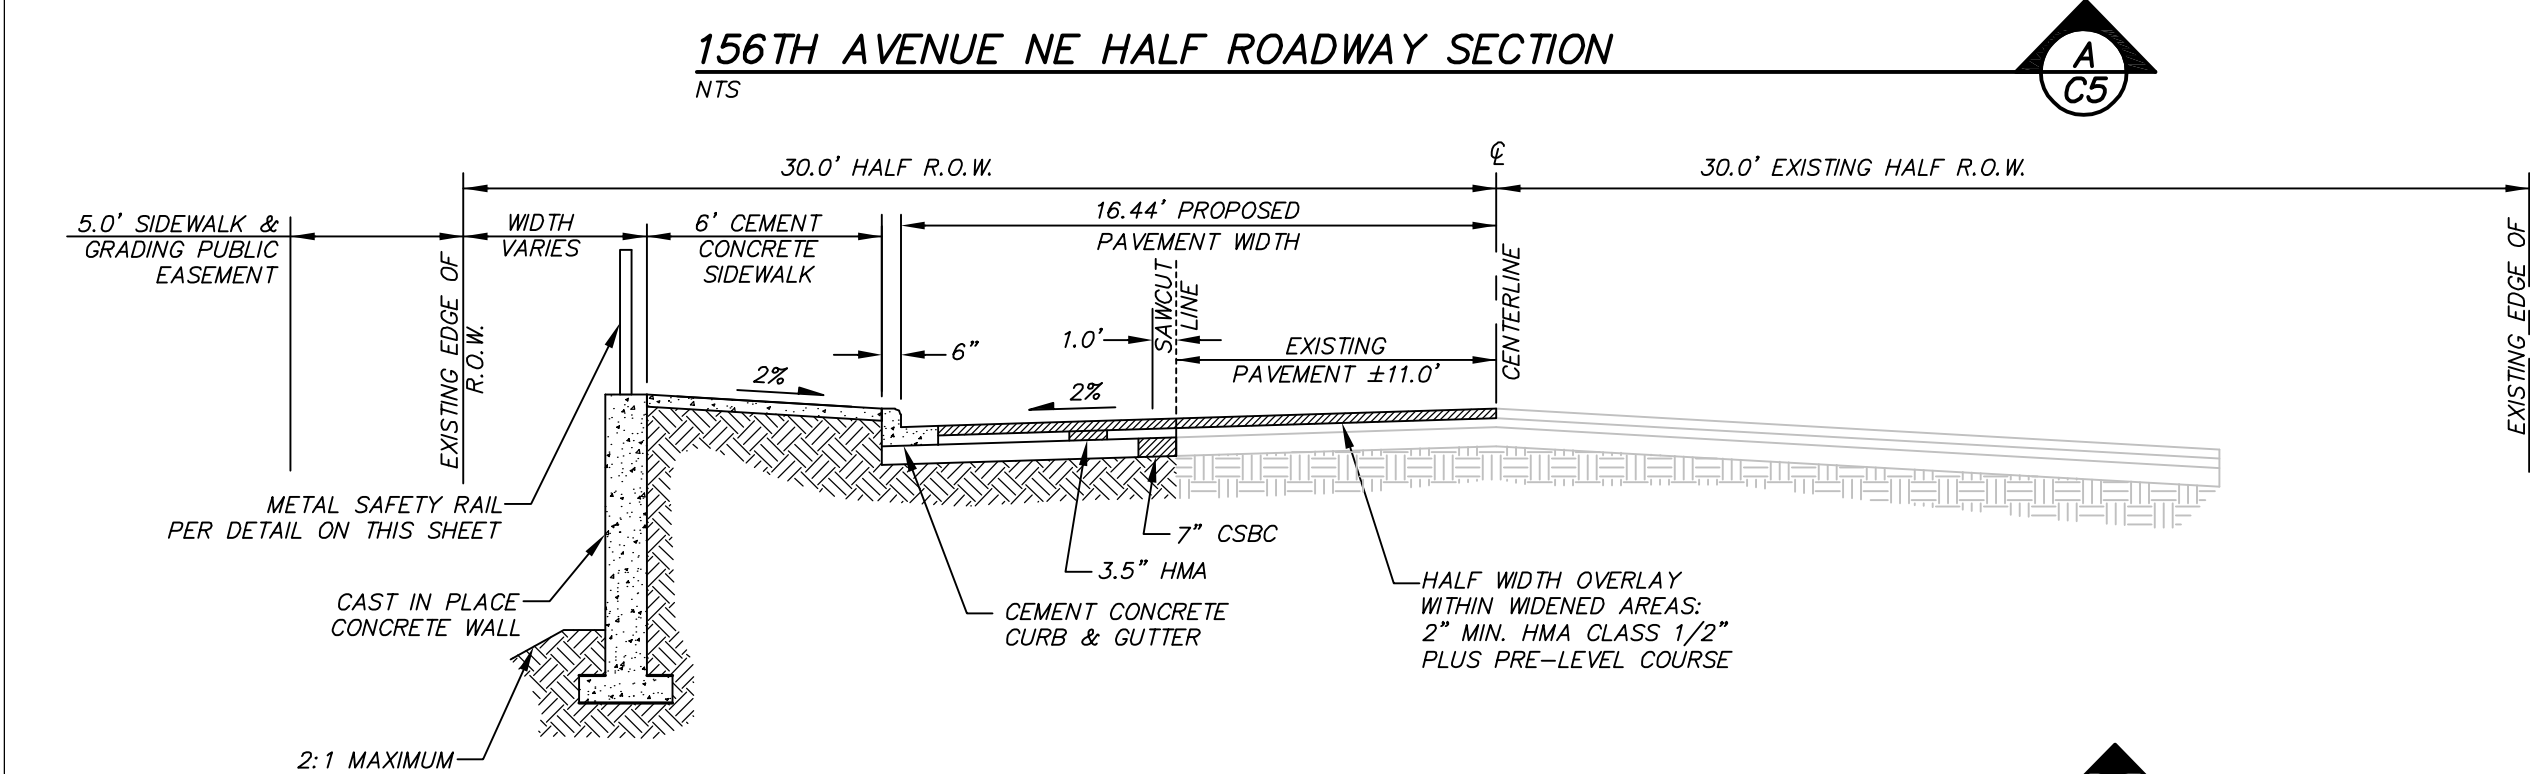 156TH AVENUE NE HALF ROADWAY SECTION
NTS
A
C5
30.0' HALF R.O.W.
℄
30.0' EXISTING HALF R.O.W.
5.0' SIDEWALK &
GRADING PUBLIC
EASEMENT
WIDTH
VARIES
6' CEMENT
CONCRETE
SIDEWALK
16.44' PROPOSED
PAVEMENT WIDTH
EXISTING EDGE OF
R.O.W.
SAWCUT
LINE
CENTERLINE
EXISTING EDGE OF
1.0'
6"
EXISTING
PAVEMENT ±11.0'
2%
2%
METAL SAFETY RAIL
PER DETAIL ON THIS SHEET
7" CSBC
3.5" HMA
CAST IN PLACE
CONCRETE WALL
CEMENT CONCRETE
CURB & GUTTER
HALF WIDTH OVERLAY
WITHIN WIDENED AREAS:
2" MIN. HMA CLASS 1/2"
PLUS PRE-LEVEL COURSE
2:1 MAXIMUM